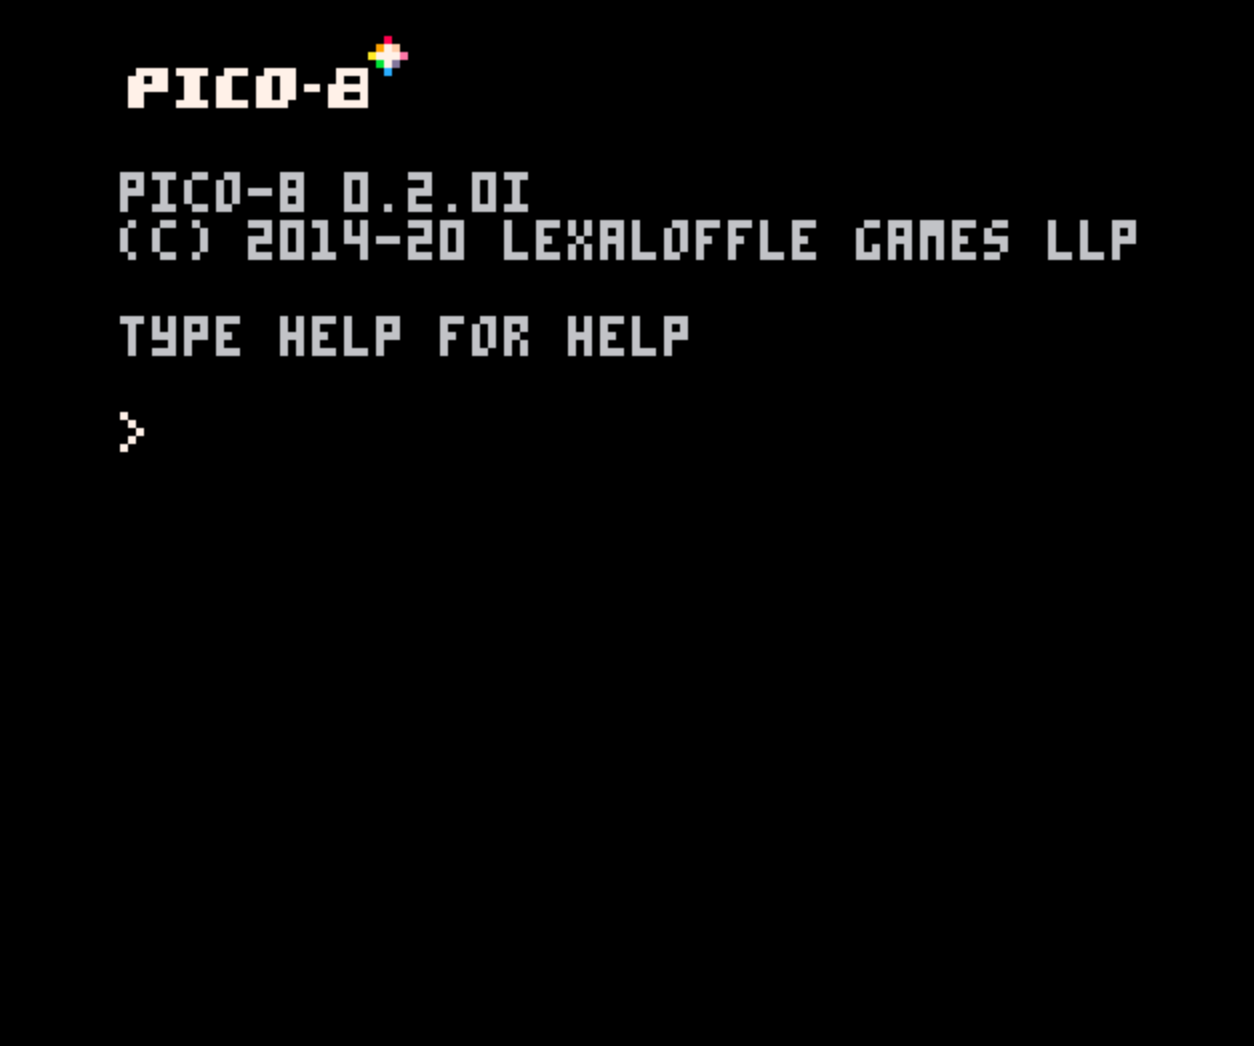 PICO-8
PICO-8 0.2.0I
(C) 2014-20 LEXALOFFLE GAMES LLP
TYPE HELP FOR HELP
>